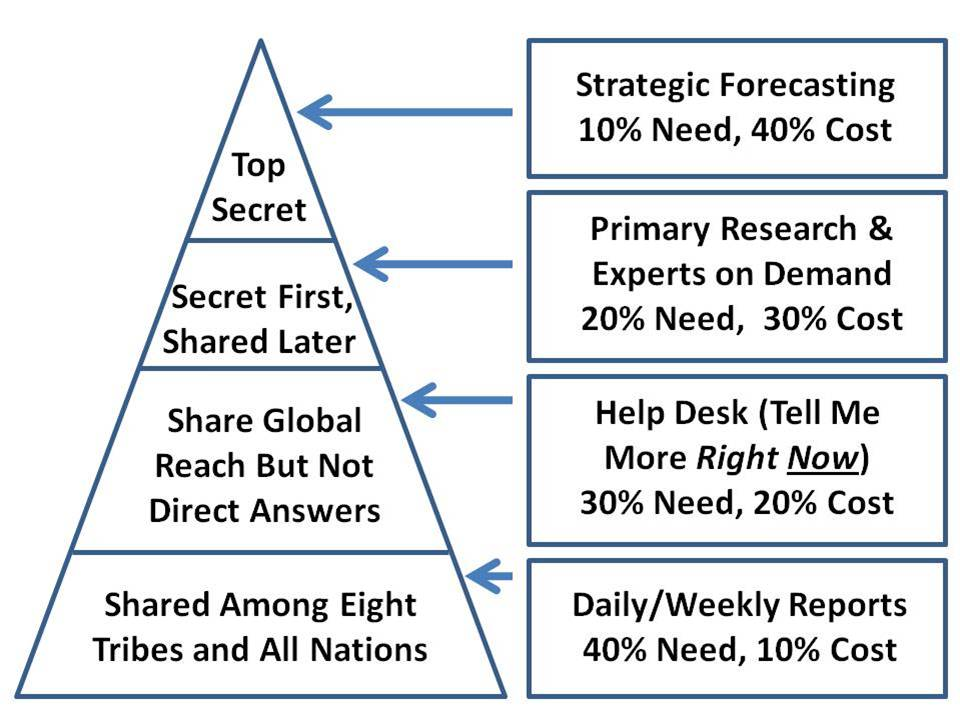 Top
Secret
Strategic Forecasting
10% Need, 40% Cost
Secret First,
Shared Later
Primary Research &
Experts on Demand
20% Need,  30% Cost
Share Global
Reach But Not
Direct Answers
Help Desk (Tell Me
More Right Now)
30% Need, 20% Cost
Shared Among Eight
Tribes and All Nations
Daily/Weekly Reports
40% Need, 10% Cost